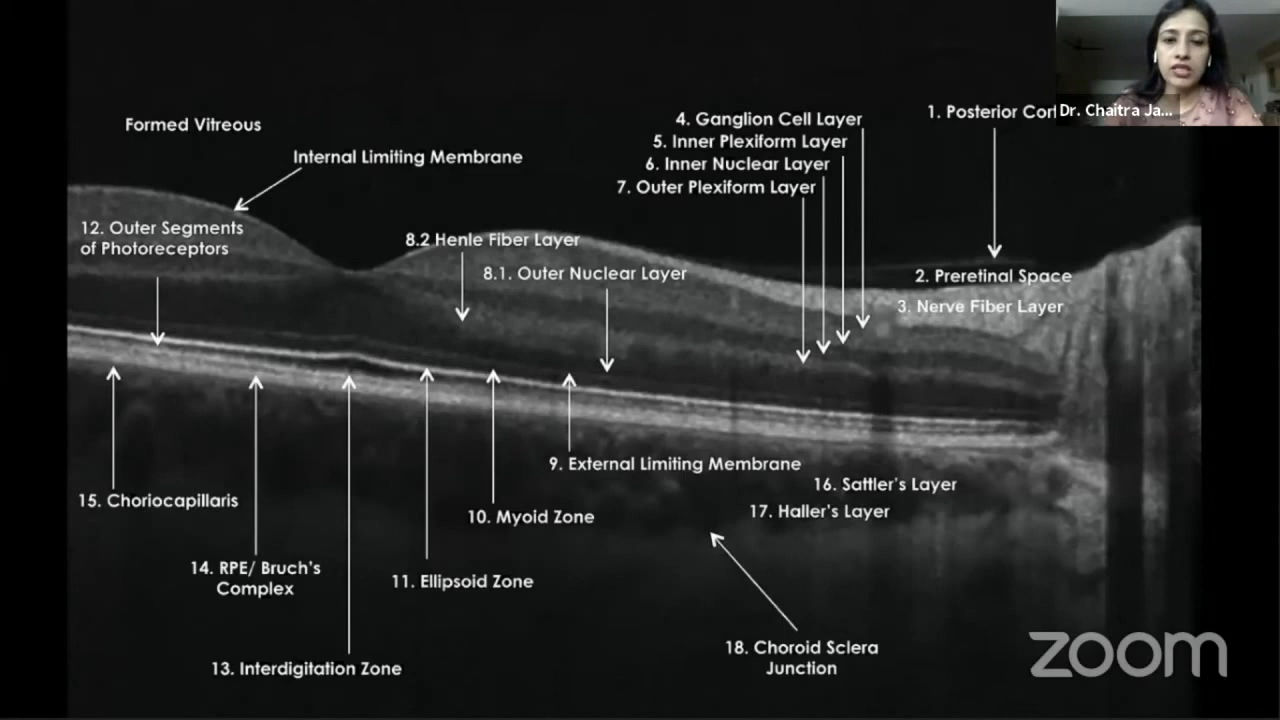 Formed Vitreous
Internal Limiting Membrane
12. Outer Segments
of Photoreceptors
8.2 Henle Fiber Layer
8.1. Outer Nuclear Layer
4. Ganglion Cell Layer
5. Inner Plexiform Layer
6. Inner Nuclear Layer
7. Outer Plexiform Layer
1. Posterior Cort
Dr. Chaitra Ja...
2. Preretinal Space
3. Nerve Fiber Layer
9. External Limiting Membrane
16. Sattler's Layer
17. Haller's Layer
15. Choriocapillaris
10. Myoid Zone
14. RPE/ Bruch's
Complex
11. Ellipsoid Zone
18. Choroid Sclera
Junction
13. Interdigitation Zone
zoom